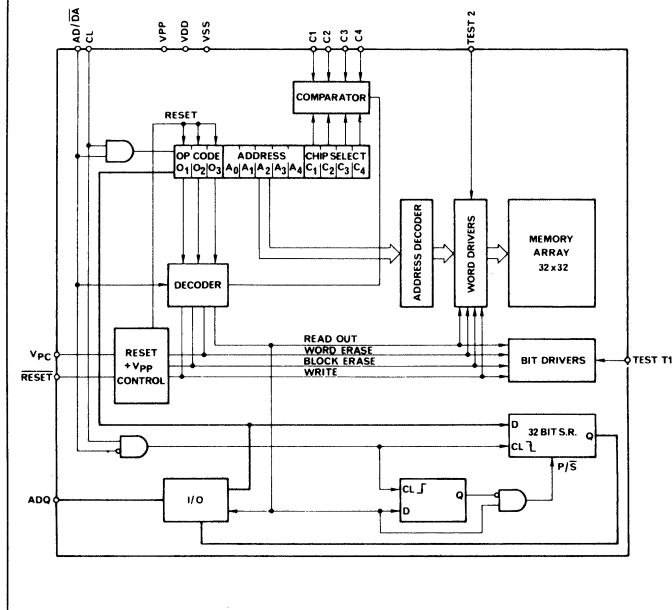 AD/DA
CL
VPP
VDD
VSS
C1
C2
C3
C4
TEST 2
COMPARATOR
RESET
OP CODE
ADDRESS
CHIP SELECT
O1 O2 O3 A0 A1 A2 A3 A4 C1 C2 C3 C4
ADDRESS DECODER
WORD DRIVERS
MEMORY
ARRAY
32 x 32
DECODER
READ OUT
WORD ERASE
BLOCK ERASE
WRITE
BIT DRIVERS
TEST T1
VPC
RESET
RESET
+VPP
CONTROL
D
32 BIT S.R.
Q
CL
P/S
ADQ
I/O
CL
Q
D